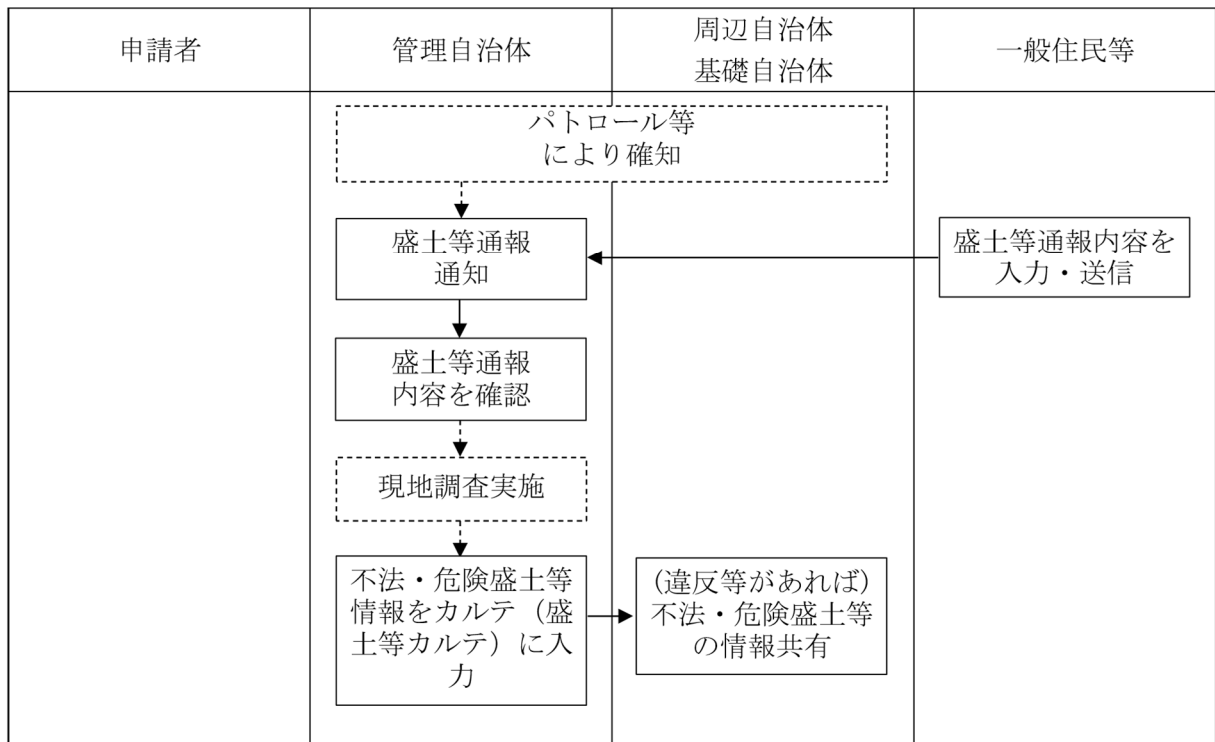 申請者
管理自治体
周辺自治体
基礎自治体
一般住民等
パトロール等
により確知
盛土等通報
通知
盛土等通報内容を
入力・送信
盛土等通報
内容を確認
現地調査実施
不法・危険盛土等
情報をカルテ（盛
土等カルテ）に入
力
(違反等があれば)
不法・危険盛土等
の情報共有